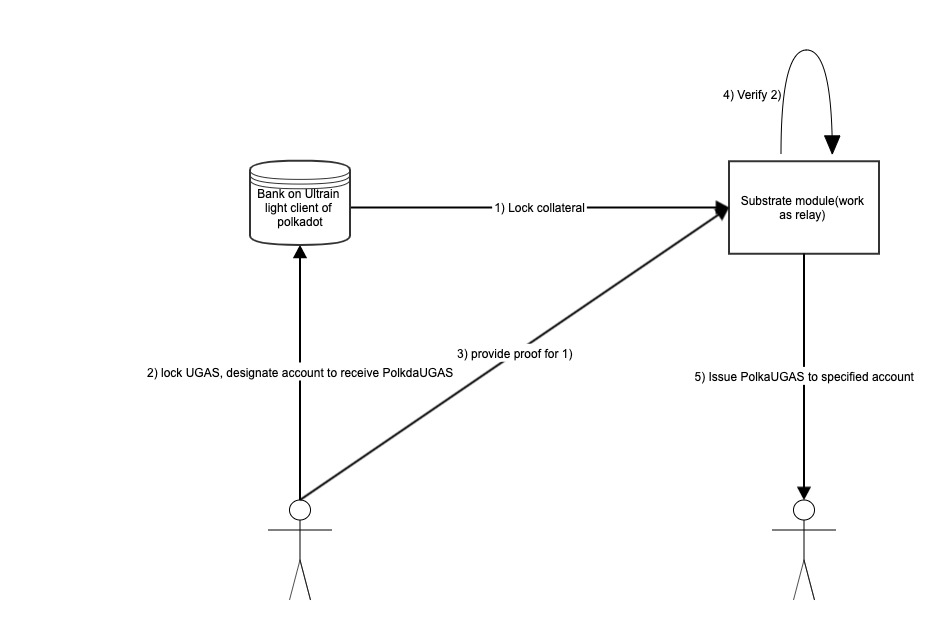 4) Verify 2)
Bank on Ultrain
light client of
polkadot
1) Lock collateral
Substrate module(work
as relay)
3) provide proof for 1)
2) lock UGAS, designate account to receive PolkdaUGAS
5) Issue PolkaUGAS to specified account